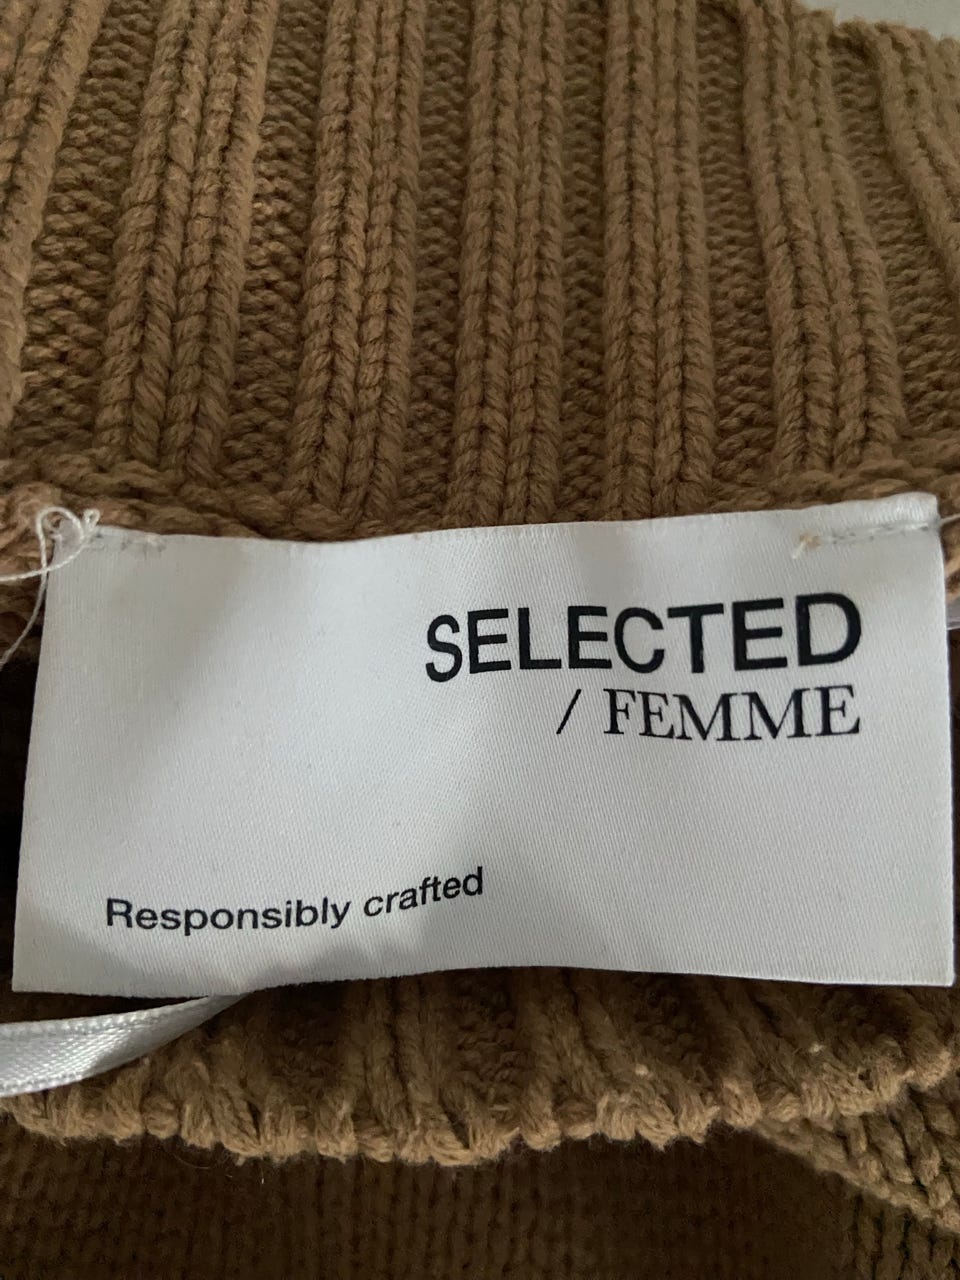 SELECTED
/ FEMME
Responsibly crafted